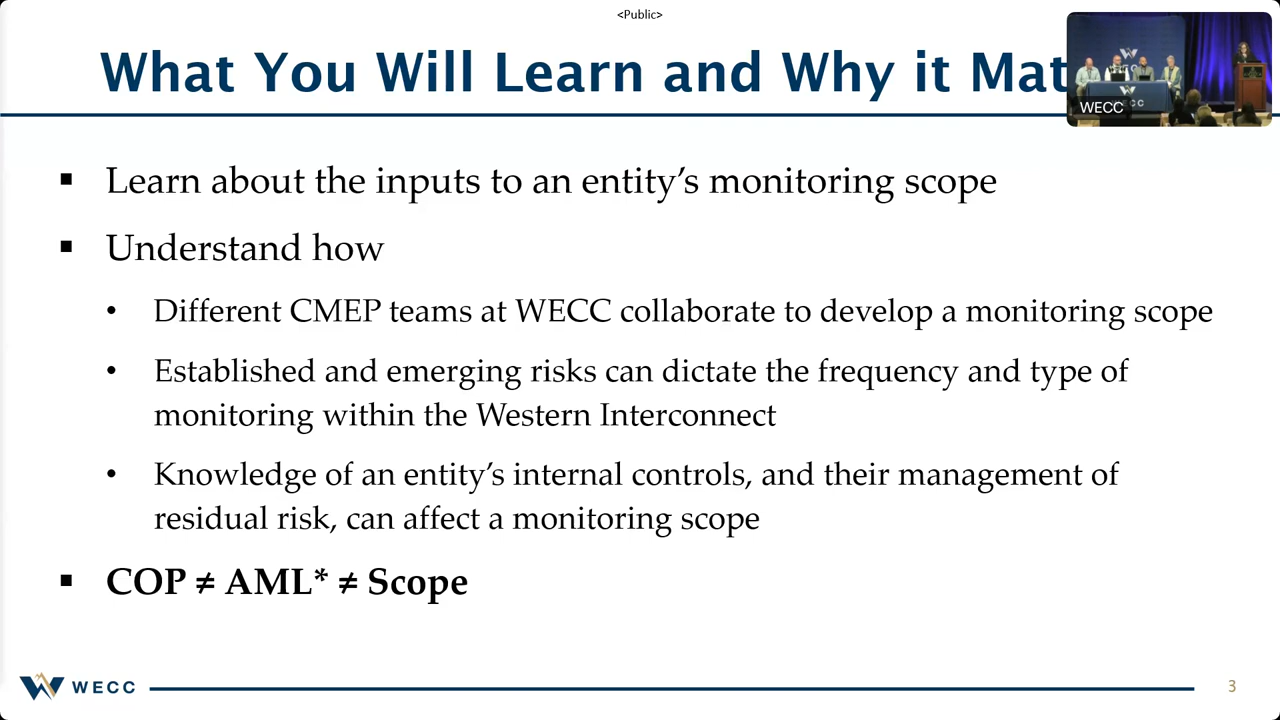 <Public>
What You Will Learn and Why it Mat
WECC
▪ Learn about the inputs to an entity’s monitoring scope
▪ Understand how
• Different CMEP teams at WECC collaborate to develop a monitoring scope
• Established and emerging risks can dictate the frequency and type of
monitoring within the Western Interconnect
• Knowledge of an entity’s internal controls, and their management of
residual risk, can affect a monitoring scope
▪ COP ≠ AML* ≠ Scope
WECC
3